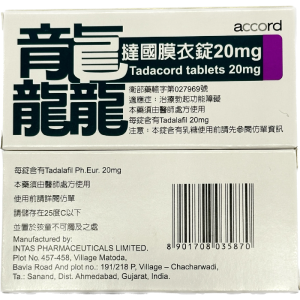 accord
龘
撻國膜衣錠20mg
Tadacord tablets 20mg
衛部藥輸字第027969號
適應症：治療勃起功能障礙
本藥須由醫師處方使用
每錠含有Tadalafil 20mg
注意：本錠含有乳糖使用前請先參閱仿單資訊
每錠含有Tadalafil Ph.Eur. 20mg
本藥須由醫師處方使用
使用前請詳閱仿單
請儲存在25度C以下
並置於孩童不可觸及之處
Manufactured by:
INTAS PHARMACEUTICALS LIMITED.
Plot No. 457-458, Village Matoda,
Bavia Road And Plot no.: 191/218 P, Village - Chacharwadi,
Ta.: Sanand, Dist. Ahmedabad, Gujarat, India.
8 901708 035870